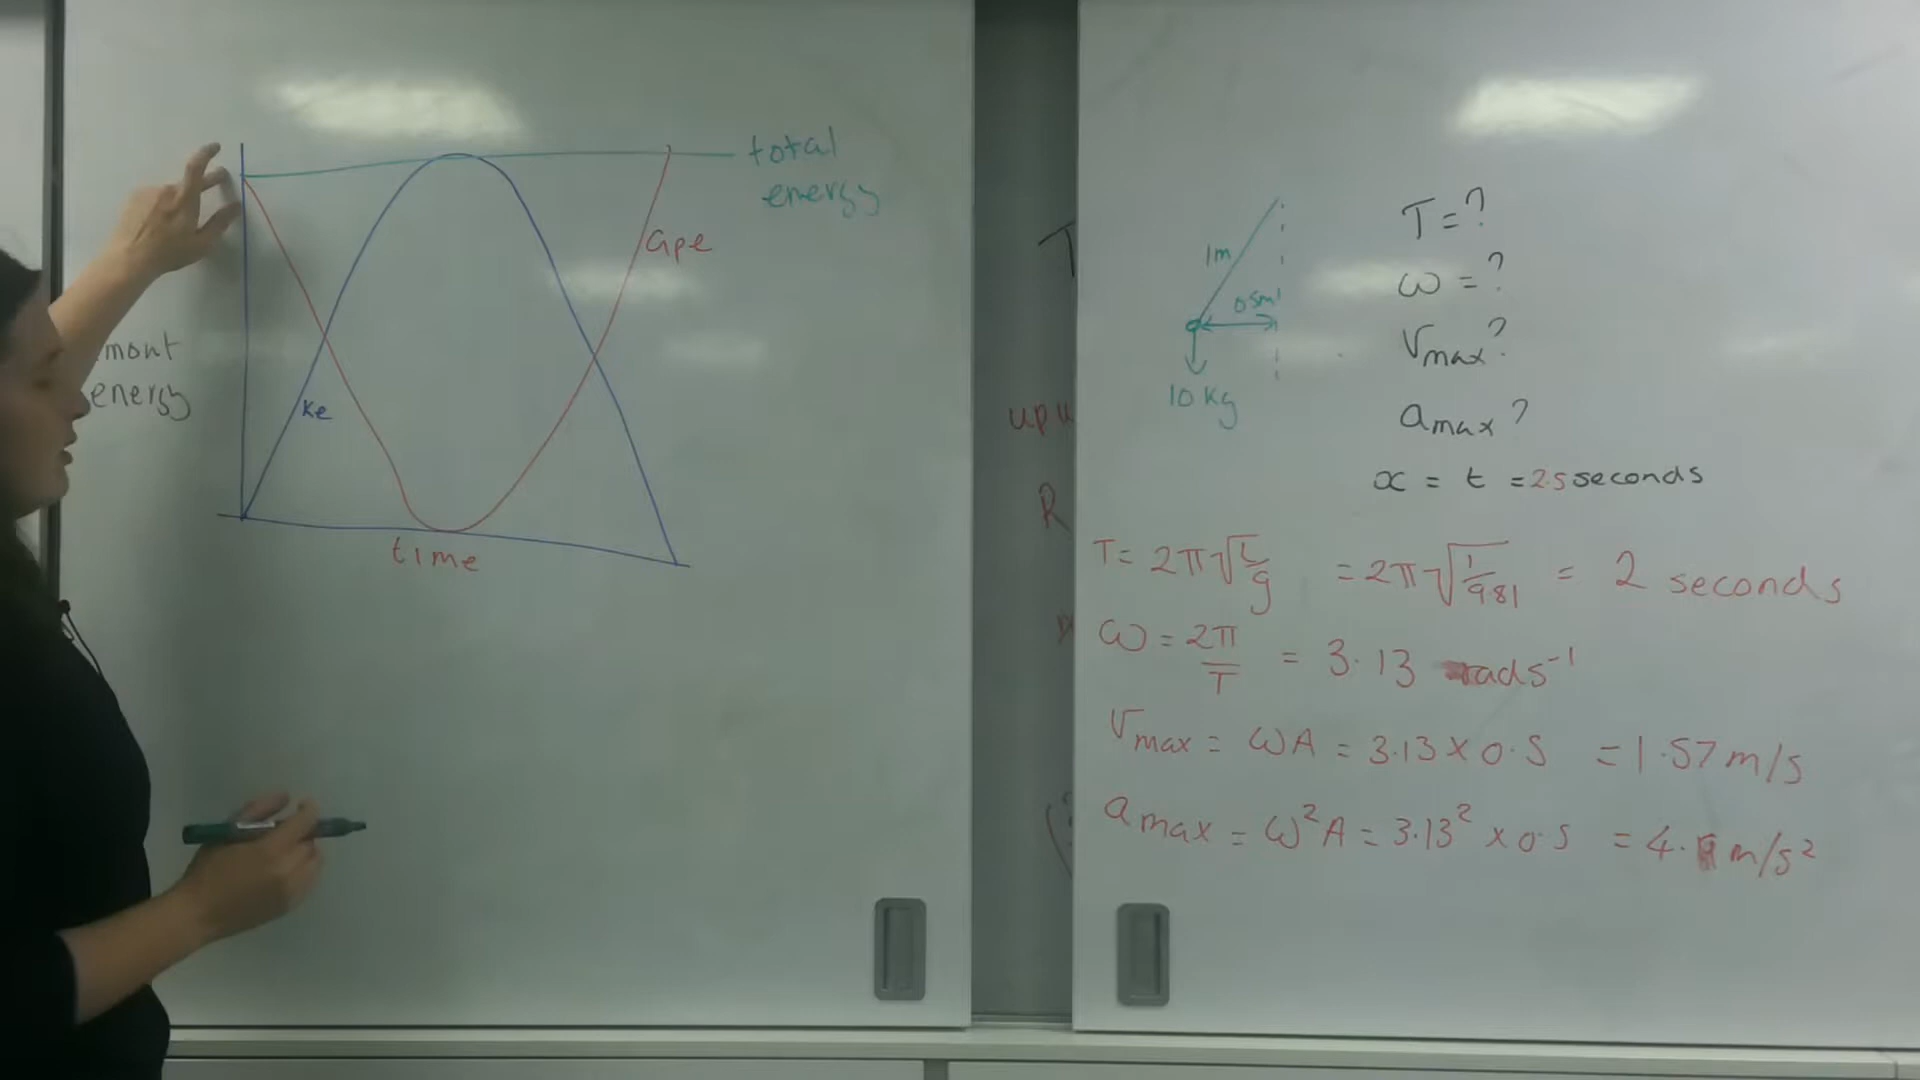 total
energy
Gpe
mont
energy
Ke
time
T
upu
R
1m
0.5m
10 kg
T = ?
ω = ?
Vmax?
amax?
x = t = 2.5 seconds
T = 2π√L/g = 2π√1/9.81 = 2 seconds
ω = 2π/T = 3.13 rads⁻¹
Vmax = ωA = 3.13 x 0.5 = 1.57 m/s
amax = ω²A = 3.13² x 0.5 = 4.9 m/s²